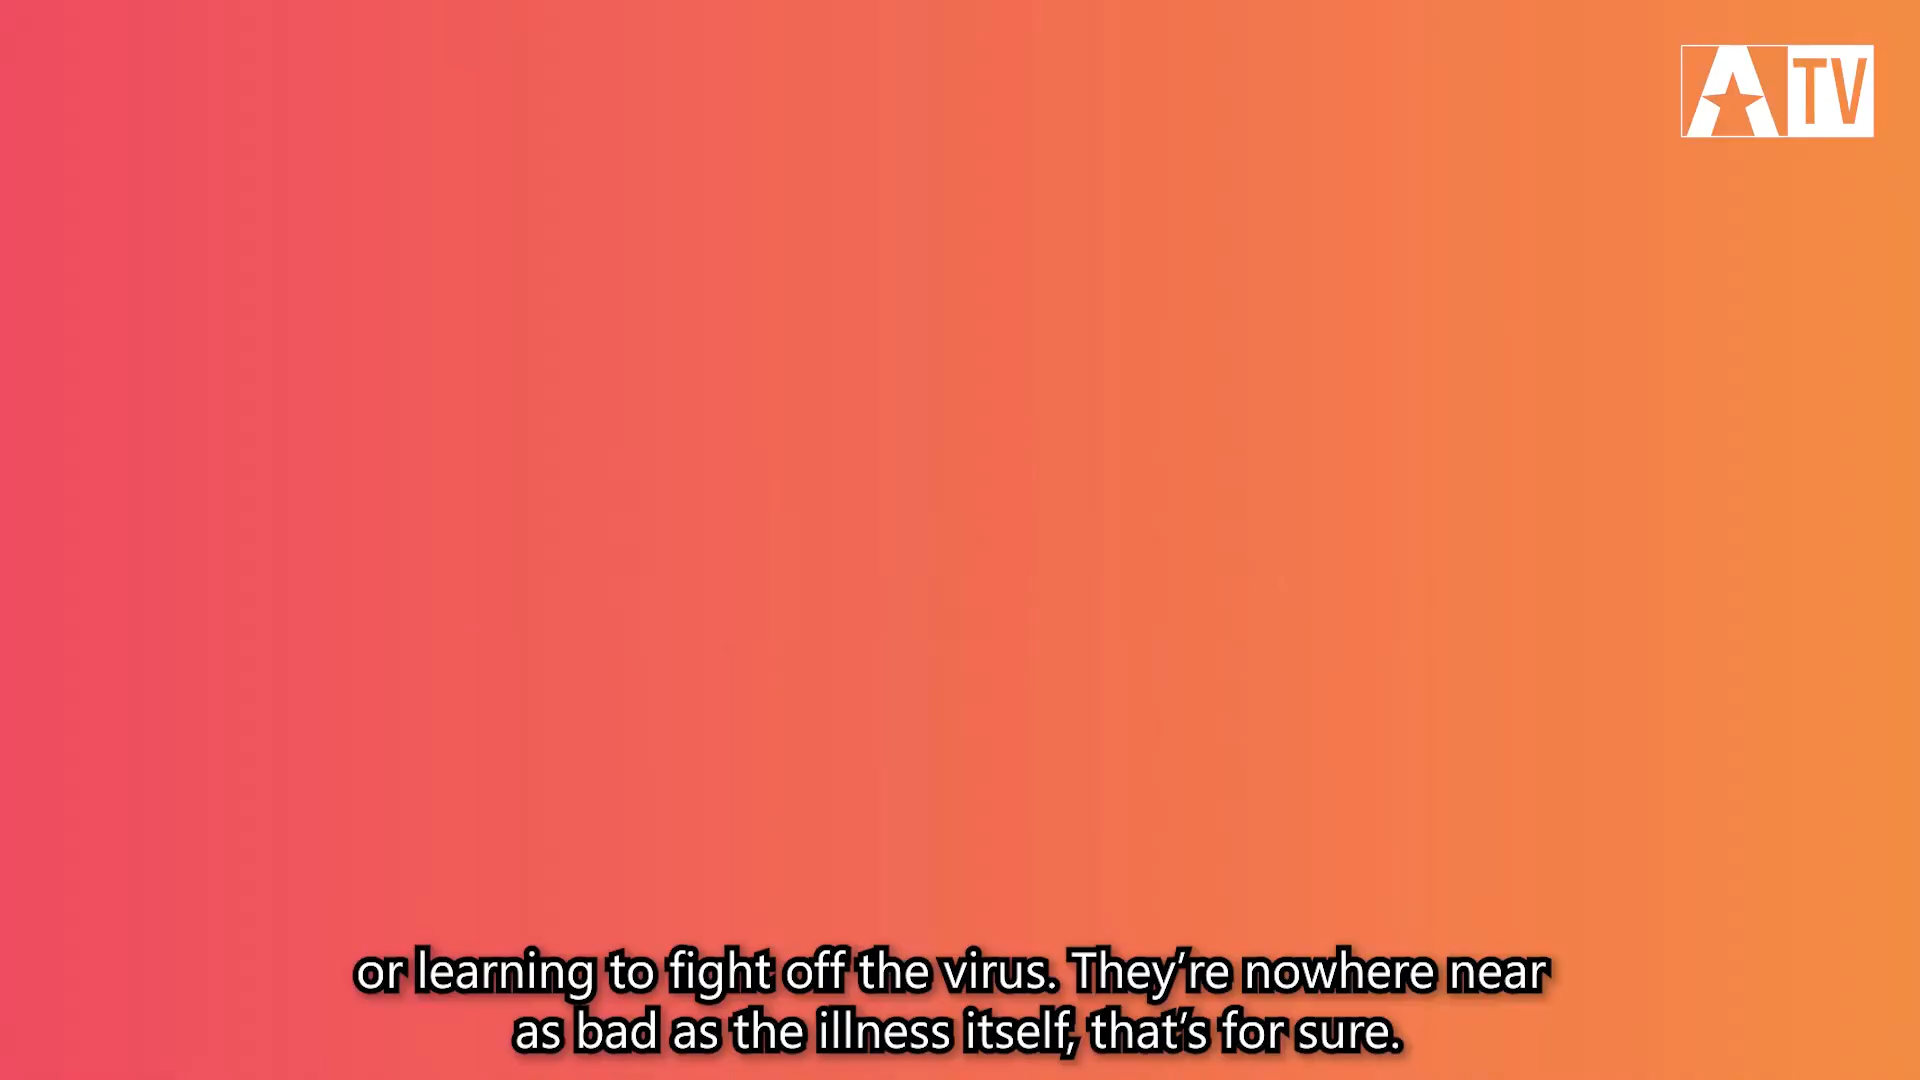 ATV
or learning to fight off the virus. They’re nowhere near
as bad as the illness itself, that’s for sure.